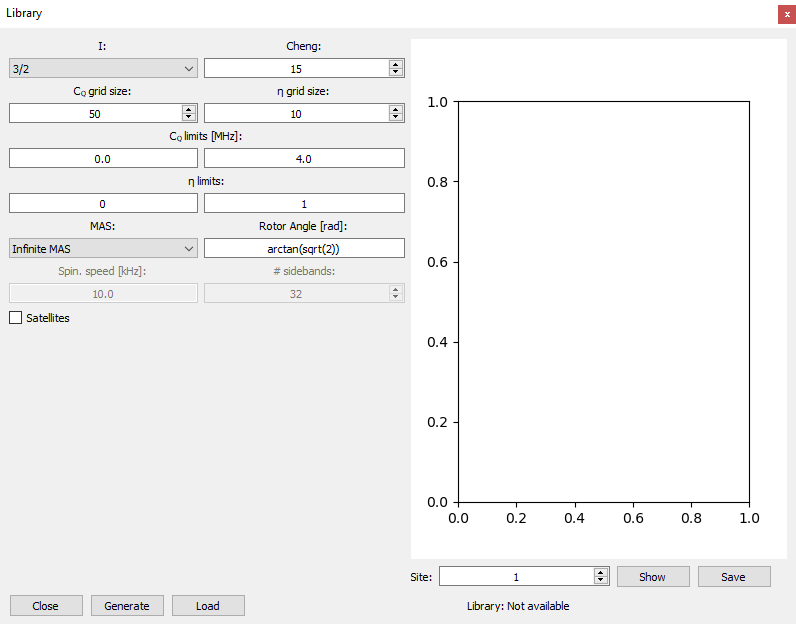 Library
x
I: Cheng:
3/2 15
CQ grid size: η grid size:
50 10
CQ limits [MHz]:
0.0 4.0
η limits:
0 1
MAS: Rotor Angle [rad]:
Infinite MAS arctan(sqrt(2))
Spin. speed [kHz]: # sidebands:
10.0 32
Satellites
1.0
0.8
0.6
0.4
0.2
0.0
0.0 0.2 0.4 0.6 0.8 1.0
Site: 1 Show Save
Close Generate Load
Library: Not available